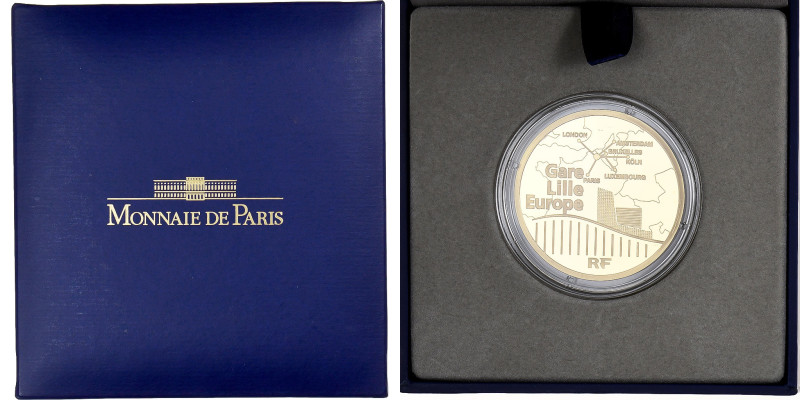 MONNAIE DE PARIS
LONDON
AMSTERDAM
BRUXELLES
KÖLN
PARIS
LUXEMBOURG
Gare
Lille
Europe
RF